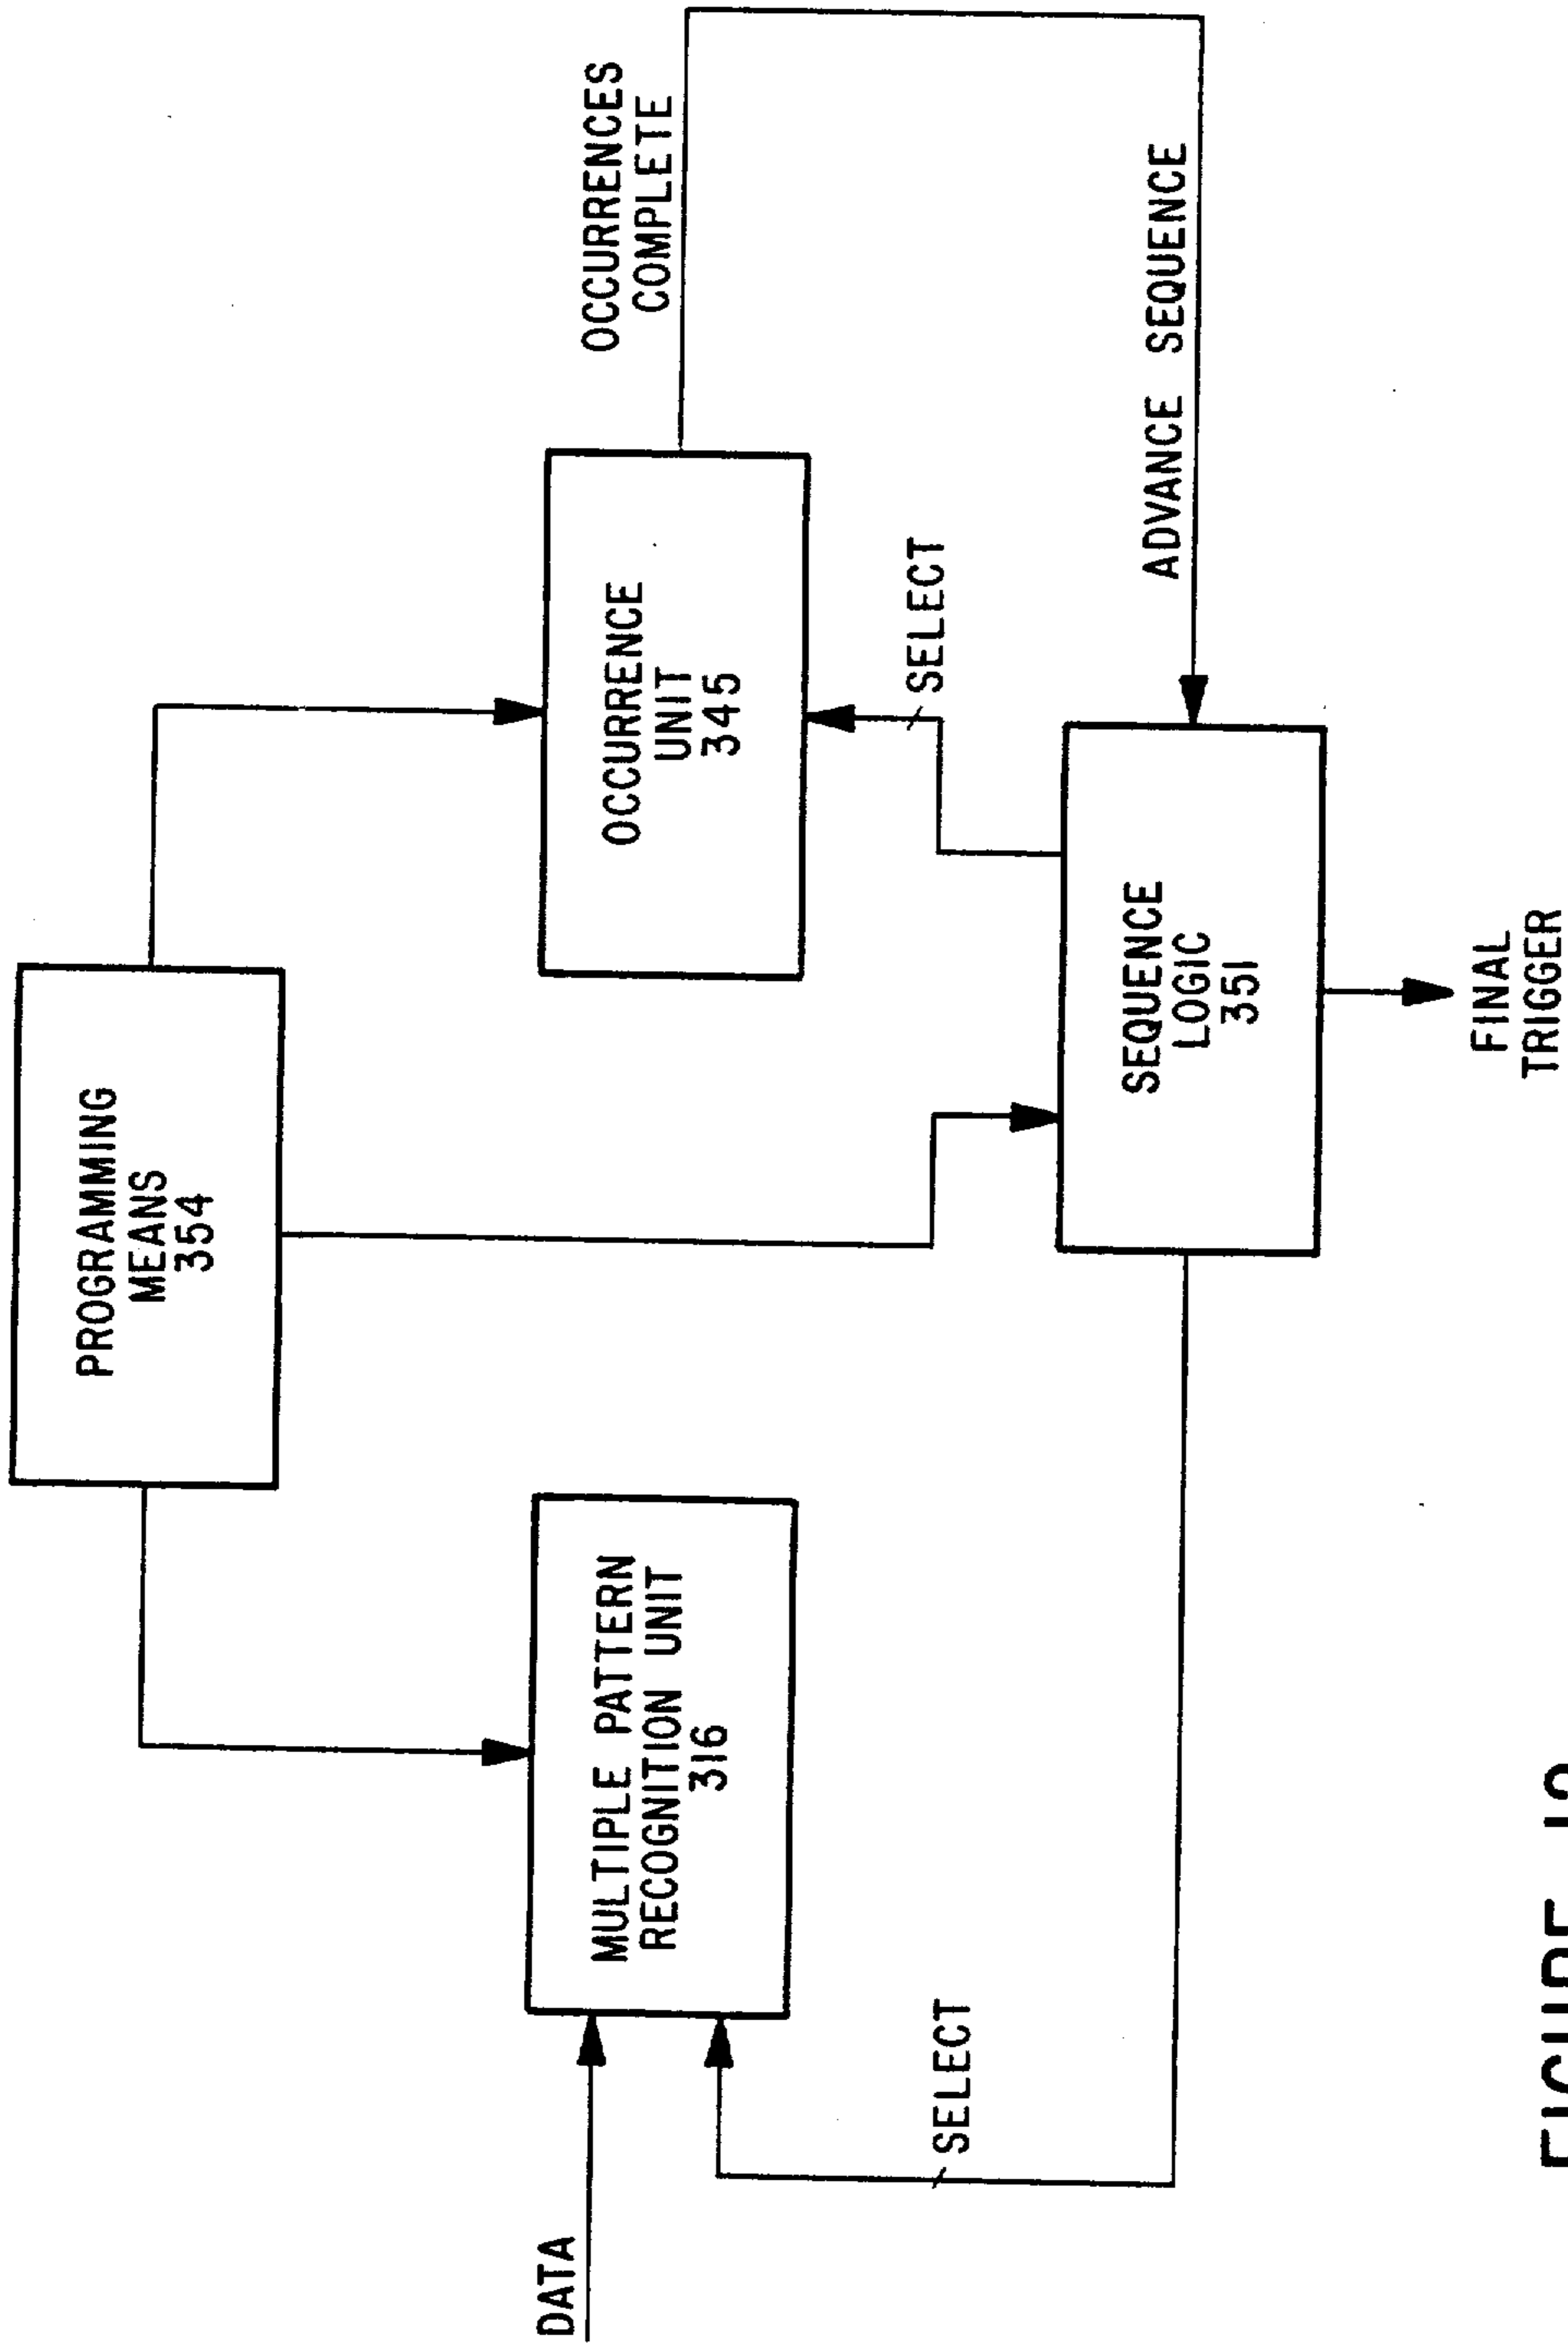 PROGRAMMING
MEANS
354
OCCURRENCES
COMPLETE
DATA
MULTIPLE PATTERN
RECOGNITION UNIT
316
OCCURRENCE
UNIT
345
SELECT
SELECT
SEQUENCE
LOGIC
351
ADVANCE SEQUENCE
FINAL
TRIGGER
FIGURE